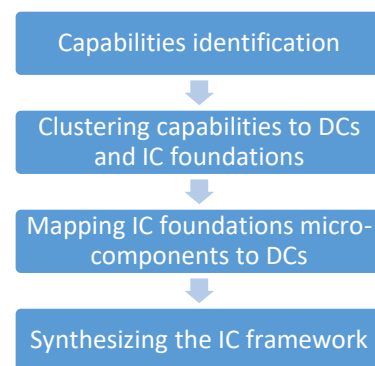 Capabilities identification
Clustering capabilities to DCs
and IC foundations
Mapping IC foundations micro-
components to DCs
Synthesizing the IC framework